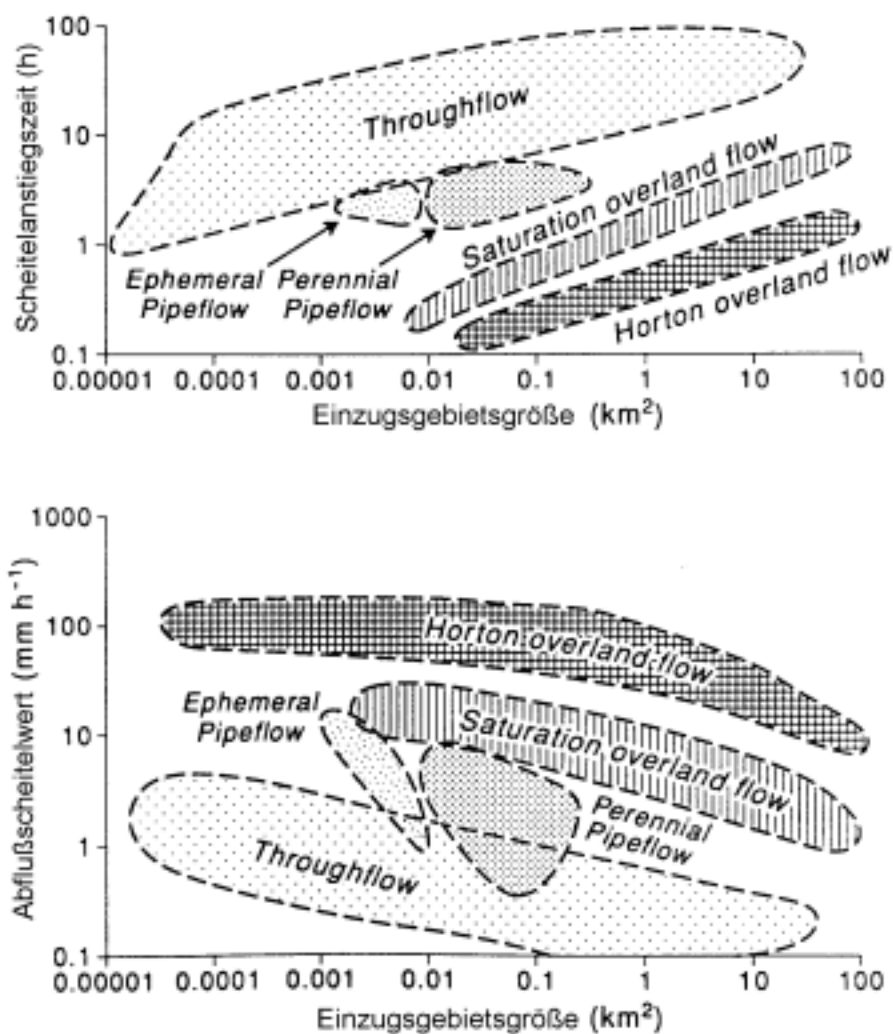 Scheitelanstiegszeit (h)
100
10
1
0.1
Throughflow
Saturation overland flow
Horton overland flow
Ephemeral
Pipeflow
Perennial
Pipeflow
0.00001 0.0001 0.001 0.01 0.1 1 10 100
Einzugsgebietsgröße (km²)
Abflußscheitelwert (mm h⁻¹)
1000
100
10
1
0.1
Horton overland flow
Ephemeral
Pipeflow
Saturation overland flow
Perennial
Pipeflow
Throughflow
0.00001 0.0001 0.001 0.01 0.1 1 10 100
Einzugsgebietsgröße (km²)